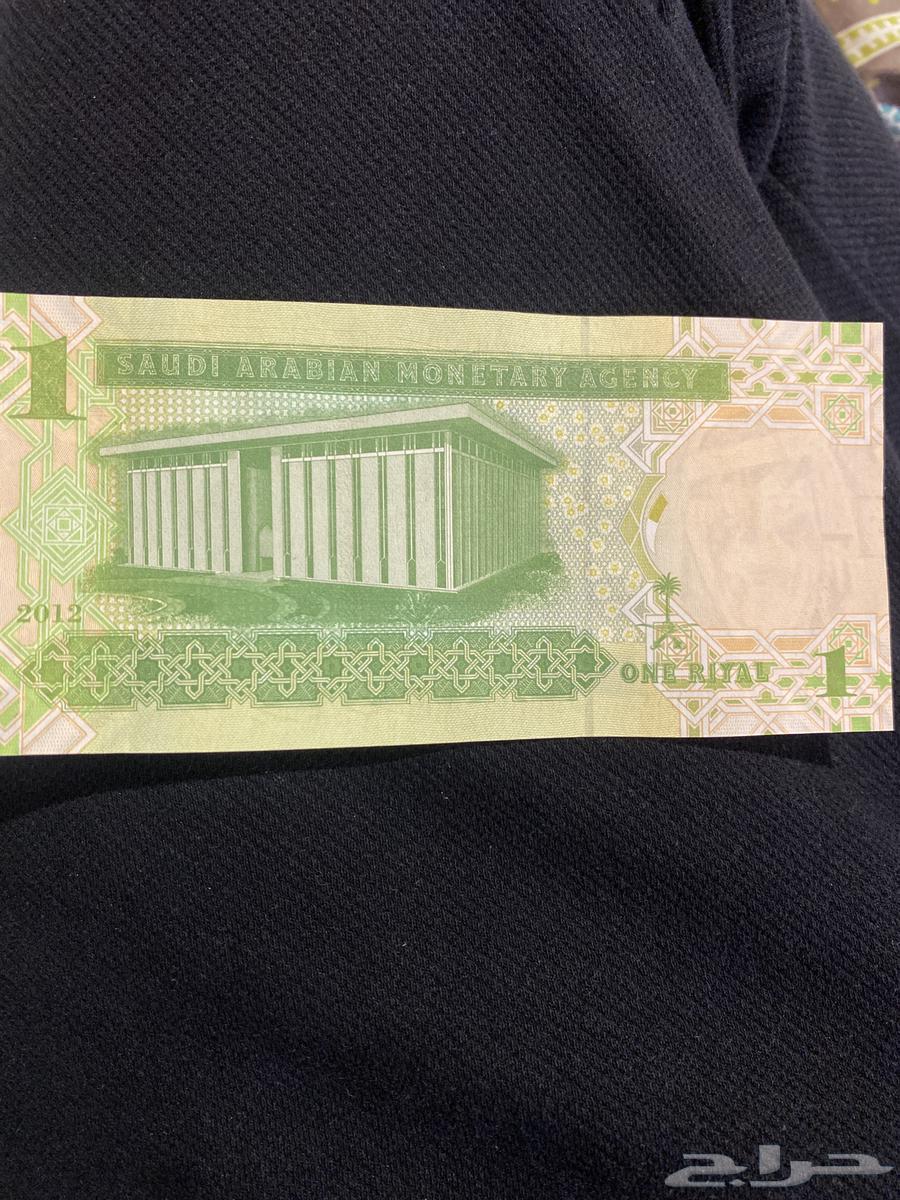 1
SAUDI ARABIAN MONETARY AGENCY
2012
ONE RIYAL
1
حراج